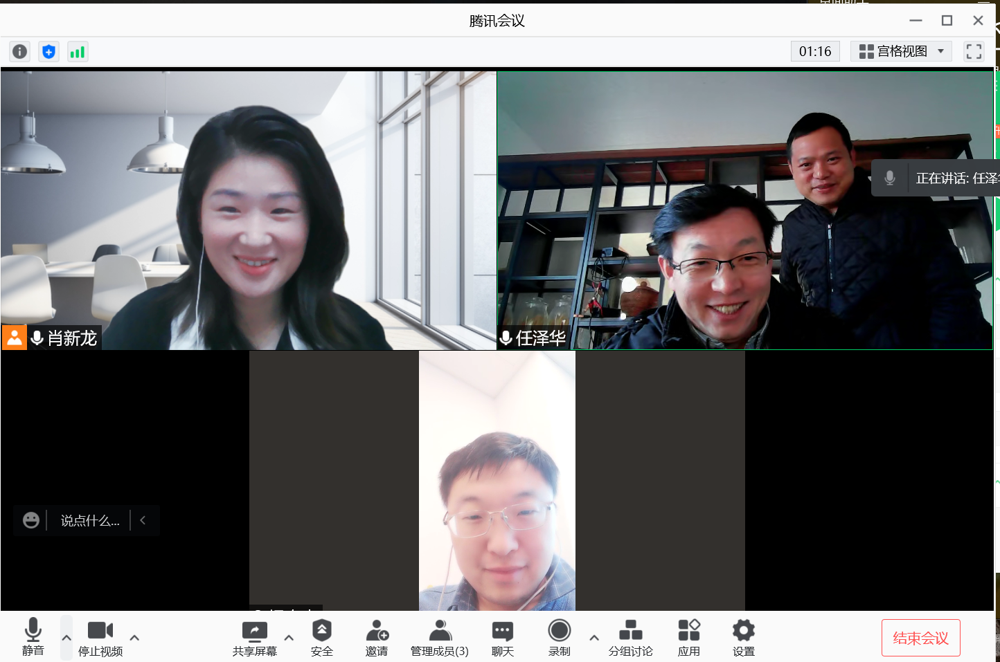 腾讯会议
01:16
宫格视图
正在讲话: 任泽
肖新龙
任泽华
说点什么...
静音
停止视频
共享屏幕
安全
邀请
管理成员(3)
聊天
录制
分组讨论
应用
设置
结束会议